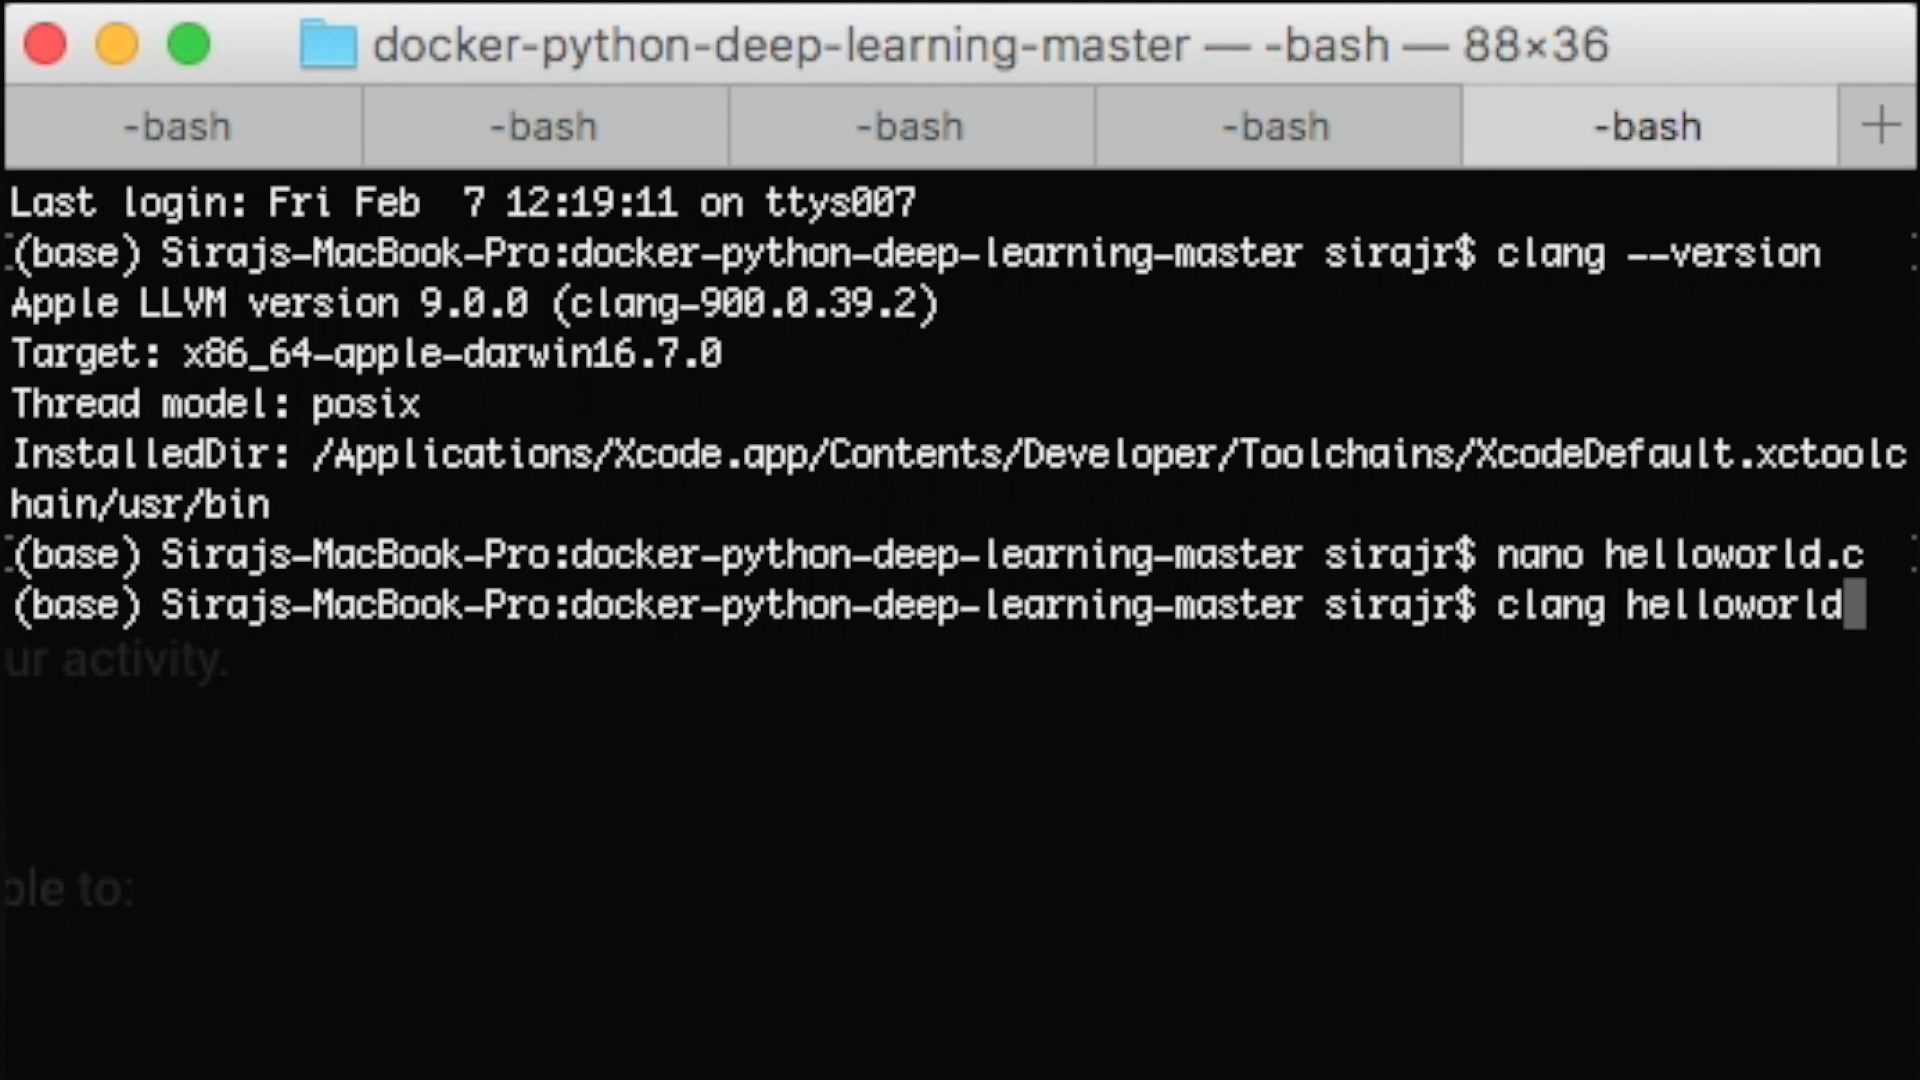 docker-python-deep-learning-master — -bash — 88×36
-bash -bash -bash -bash -bash +
Last login: Fri Feb  7 12:19:11 on ttys007
(base) Sirajs-MacBook-Pro:docker-python-deep-learning-master sirajr$ clang --version
Apple LLVM version 9.0.0 (clang-900.0.39.2)
Target: x86_64-apple-darwin16.7.0
Thread model: posix
InstalledDir: /Applications/Xcode.app/Contents/Developer/Toolchains/XcodeDefault.xctoolc
hain/usr/bin
(base) Sirajs-MacBook-Pro:docker-python-deep-learning-master sirajr$ nano helloworld.c
(base) Sirajs-MacBook-Pro:docker-python-deep-learning-master sirajr$ clang helloworld
ur activity.
ble to: